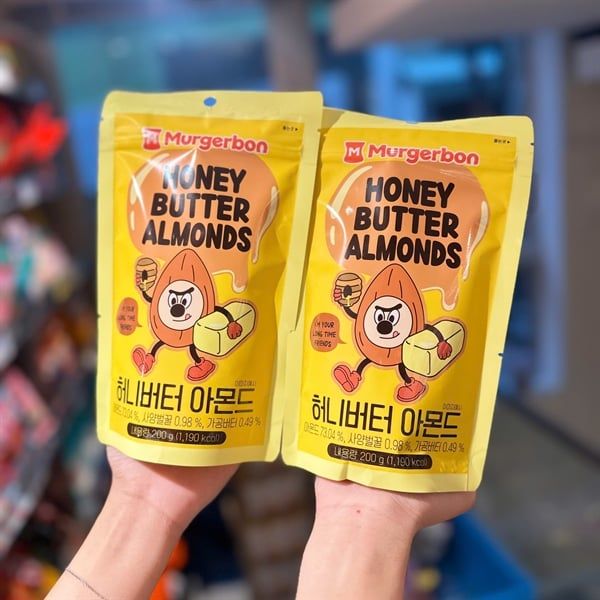 Murgerbon
HONEY
BUTTER
ALMONDS
I'M YOUR
LONG TIME
FRIENDS
허니버터 아몬드
73.04 %, 사양벌꿀 0.98 %, 가공버터 0.49 %
내용량 200 g (1,190 kcal)
M Murgerbon
HONEY
BUTTER
ALMONDS
I'M YOUR
LONG TIME
FRIENDS
허니버터 아몬드
아몬드 73.04 %, 사양벌꿀 0.98 %, 가공버터 0.49 %
내용량 200 g (1,190 kcal)